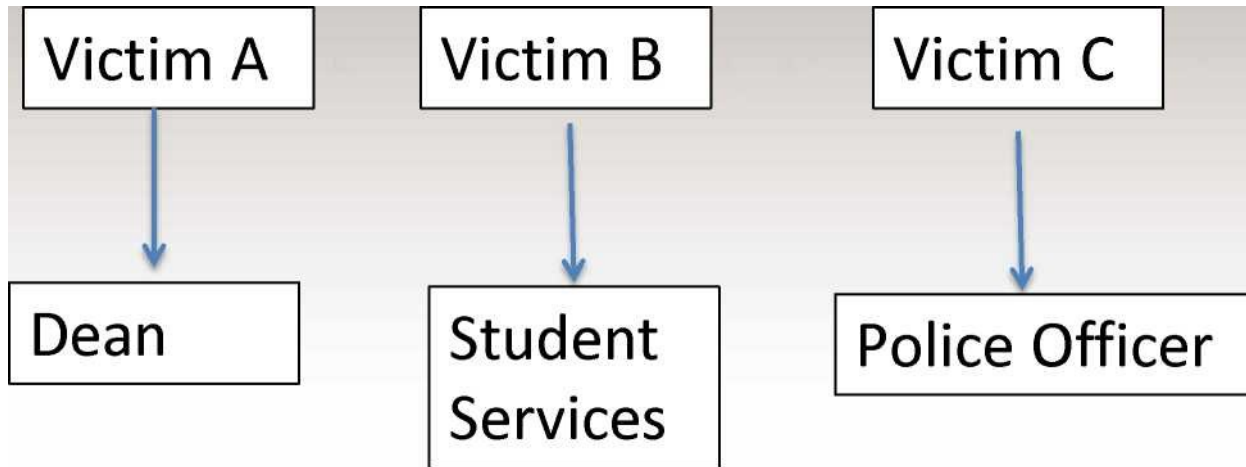 Victim A
Victim B
Victim C
Dean
Student
Services
Police Officer